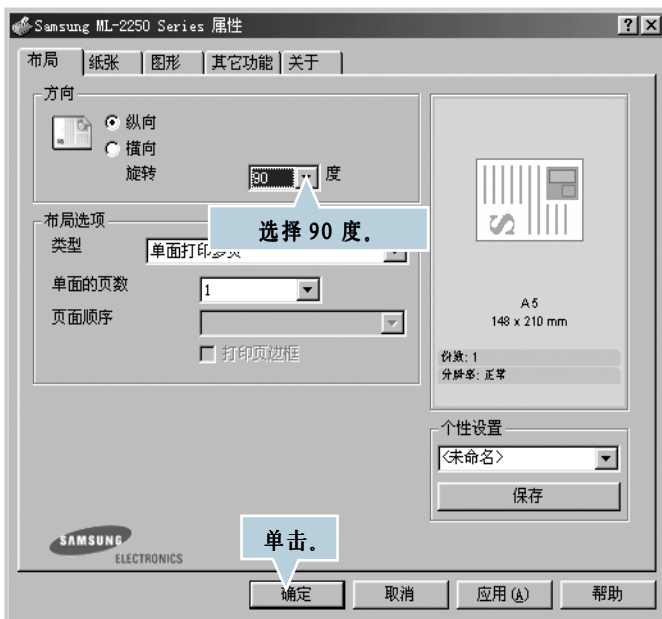 Samsung ML-2250 Series 属性
布局 纸张 图形 其它功能 关于
方向
纵向
横向
旋转 90 度
选择 90 度.
布局选项
类型 单面打印多页
单面的页数 1
页面顺序
打印页边框
A5
148 x 210 mm
份数: 1
分辨率: 正常
个性设置
<未命名>
保存
SAMSUNG
ELECTRONICS
单击.
确定 取消 应用(A) 帮助